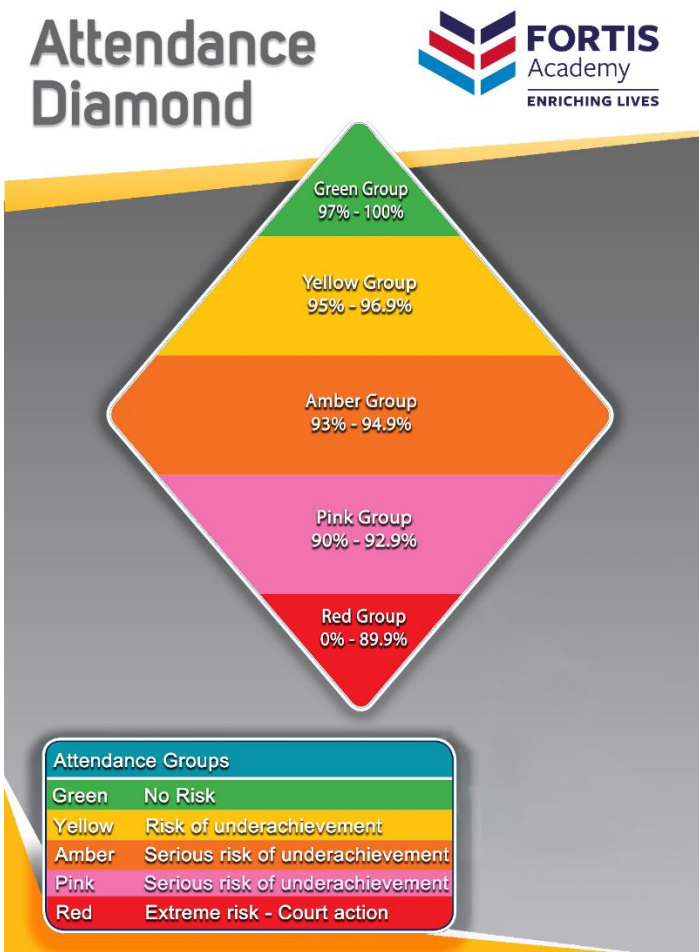 Attendance
Diamond
FORTIS
Academy
ENRICHING LIVES
Green Group
97% - 100%
Yellow Group
95% - 96.9%
Amber Group
93% - 94.9%
Pink Group
90% - 92.9%
Red Group
0% - 89.9%
Attendance Groups
Green No Risk
Yellow Risk of underachievement
Amber Serious risk of underachievement
Pink Serious risk of underachievement
Red Extreme risk - Court action